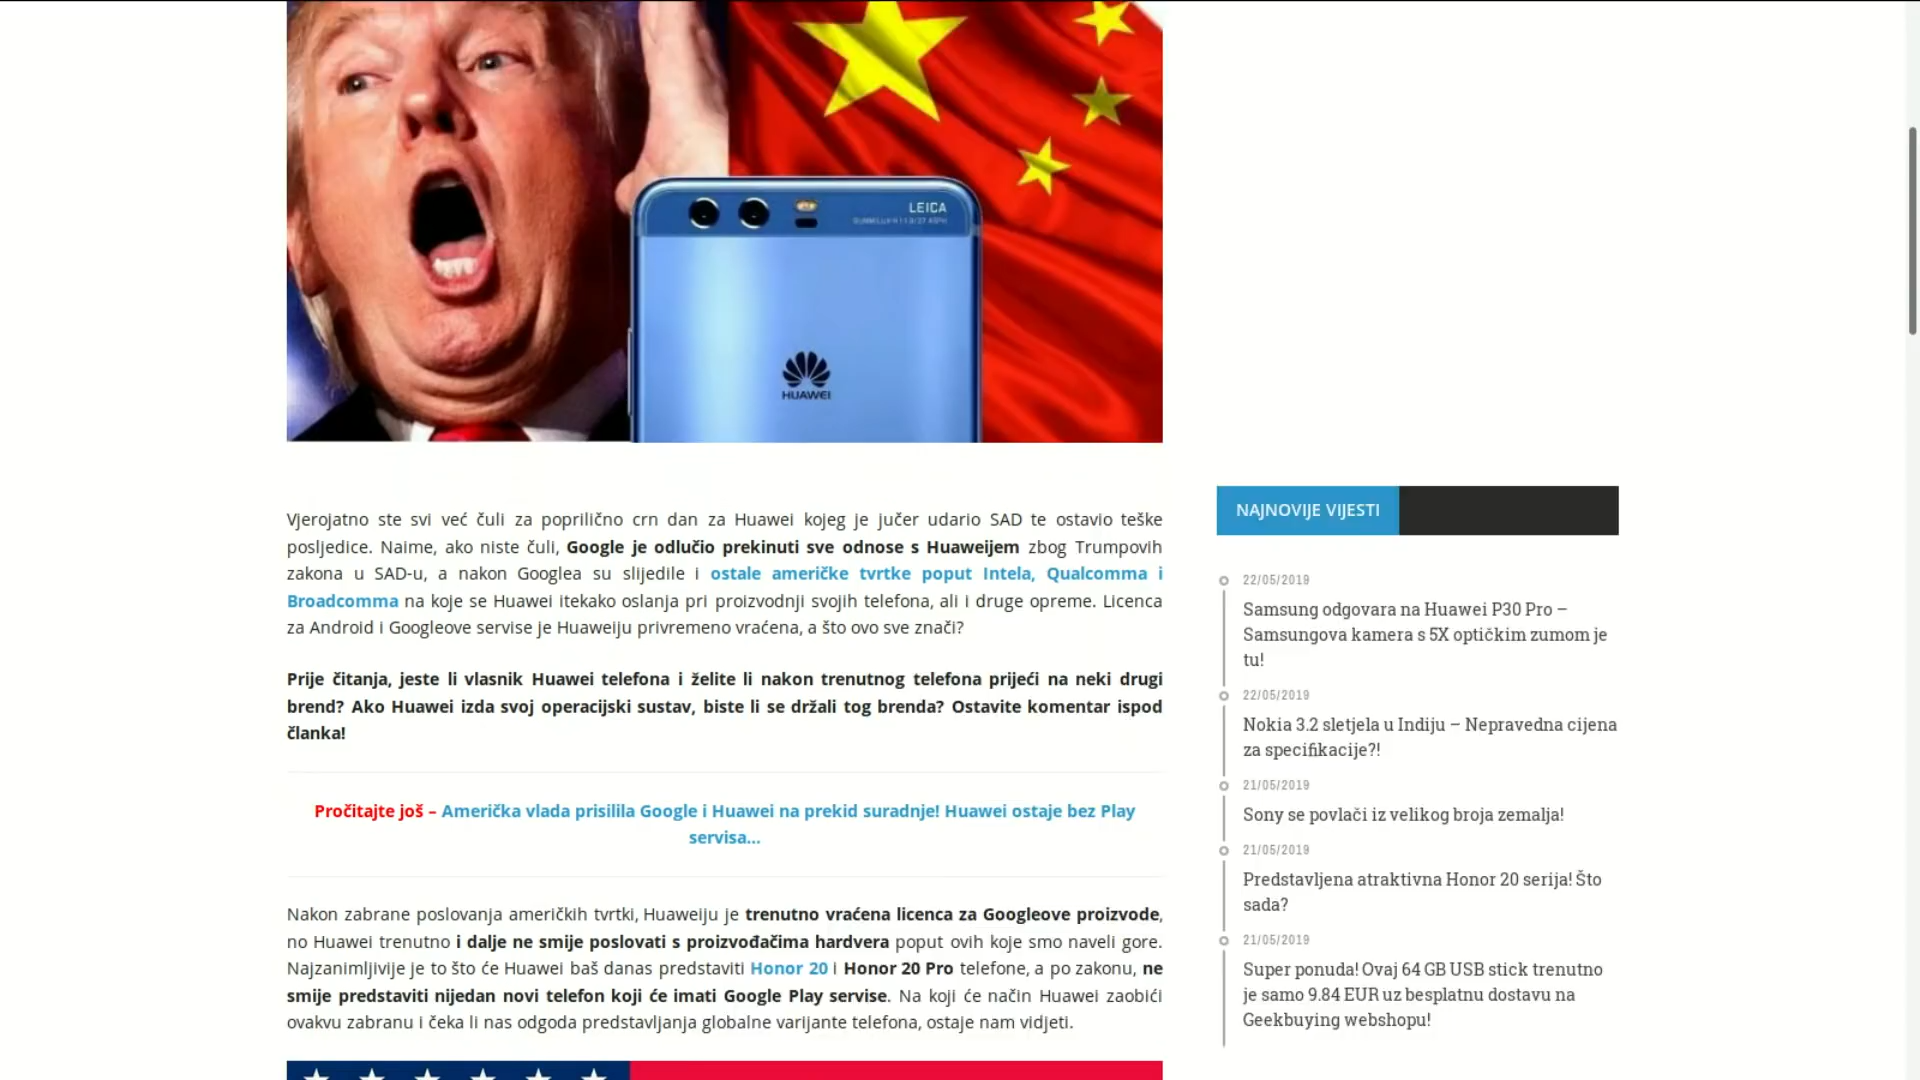 LEICA
HUAWEI
Vjerojatno ste svi već čuli za poprilično crn dan za Huawei kojeg je jučer udario SAD te ostavio teške
posljedice. Naime, ako niste čuli, Google je odlučio prekinuti sve odnose s Huaweijem zbog Trumpovih
zakona u SAD-u, a nakon Googlea su slijedile i ostale američke tvrtke poput Intela, Qualcomma i
Broadcomma na koje se Huawei itekako oslanja pri proizvodnji svojih telefona, ali i druge opreme. Licenca
za Android i Googleove servise je Huaweiju privremeno vraćena, a što ovo sve znači?
Prije čitanja, jeste li vlasnik Huawei telefona i želite li nakon trenutnog telefona prijeći na neki drugi
brend? Ako Huawei izda svoj operacijski sustav, biste li se držali tog brenda? Ostavite komentar ispod
članka!
Pročitajte još – Američka vlada prisilila Google i Huawei na prekid suradnje! Huawei ostaje bez Play
servisa...
Nakon zabrane poslovanja američkih tvrtki, Huaweiju je trenutno vraćena licenca za Googleove proizvode,
no Huawei trenutno i dalje ne smije poslovati s proizvođačima hardvera poput ovih koje smo naveli gore.
Najzanimljivije je to što će Huawei baš danas predstaviti Honor 20 i Honor 20 Pro telefone, a po zakonu, ne
smije predstaviti nijedan novi telefon koji će imati Google Play servise. Na koji će način Huawei zaobići
ovakvu zabranu i čeka li nas odgoda predstavljanja globalne varijante telefona, ostaje nam vidjeti.
NAJNOVIJE VIJESTI
22/05/2019
Samsung odgovara na Huawei P30 Pro –
Samsungova kamera s 5X optičkim zumom je
tu!
22/05/2019
Nokia 3.2 sletjela u Indiju – Nepravedna cijena
za specifikacije?!
21/05/2019
Sony se povlači iz velikog broja zemalja!
21/05/2019
Predstavljena atraktivna Honor 20 serija! Što
sada?
21/05/2019
Super ponuda! Ovaj 64 GB USB stick trenutno
je samo 9.84 EUR uz besplatnu dostavu na
Geekbuying webshopu!